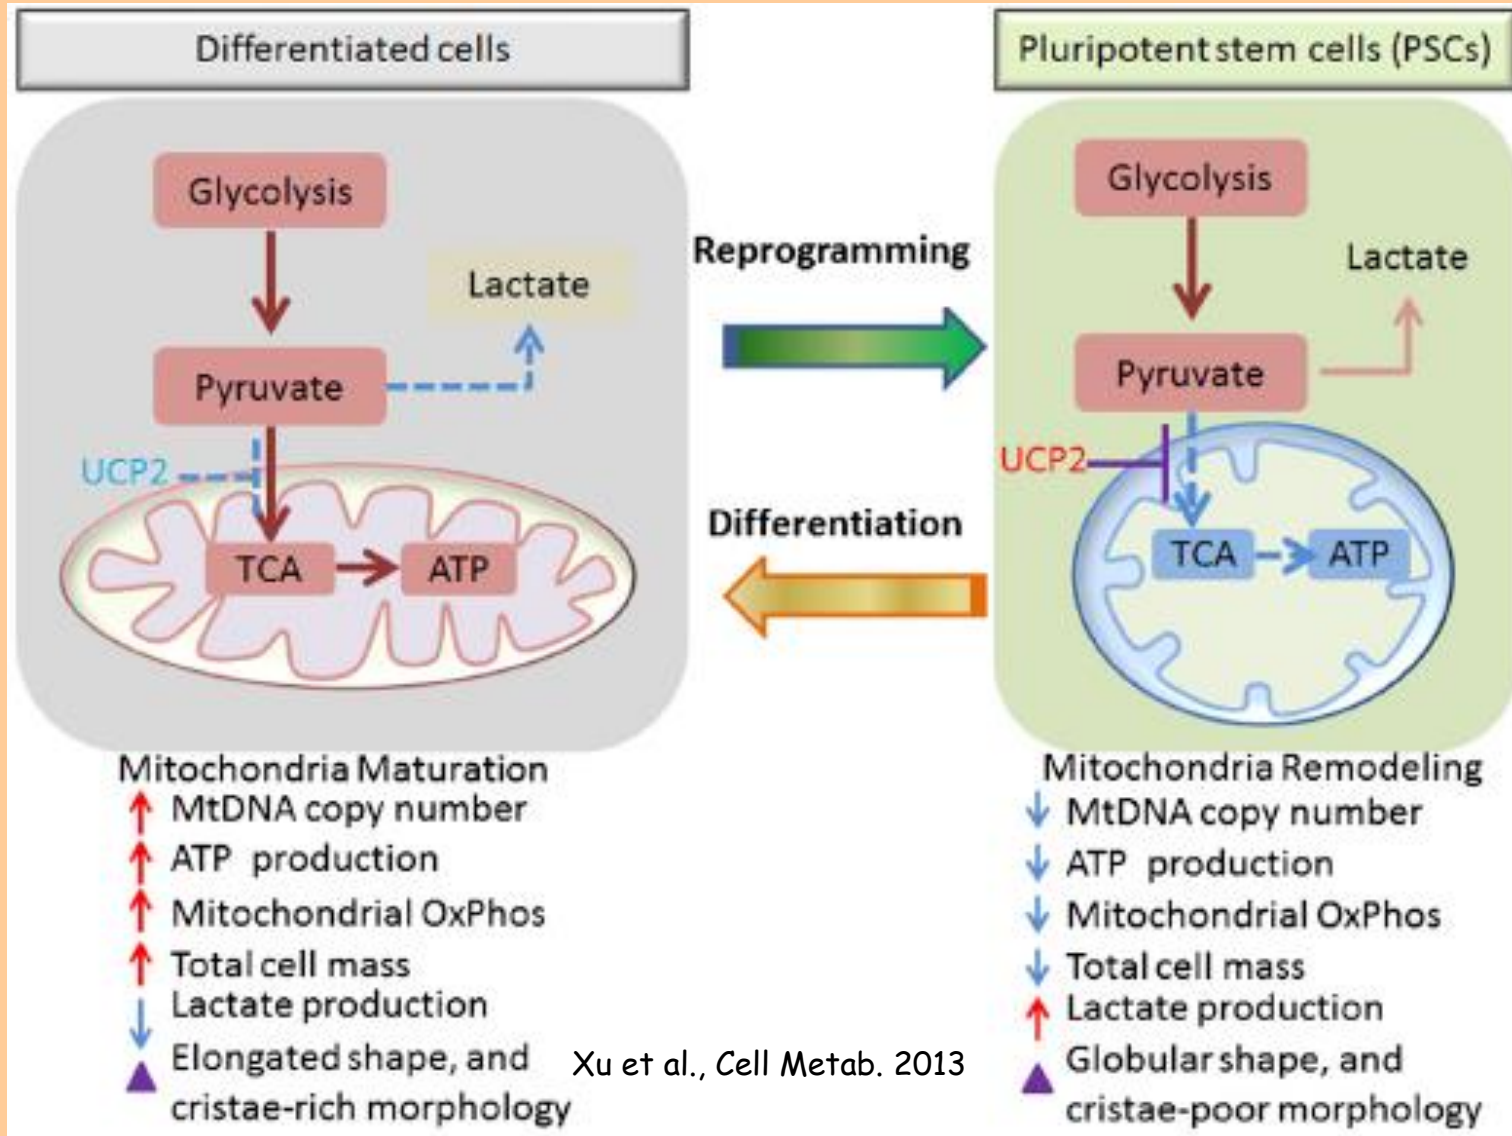 Differentiated cells
Glycolysis
Lactate
Pyruvate
UCP2
TCA
ATP
Mitochondria Maturation
MtDNA copy number
ATP production
Mitochondrial OxPhos
Total cell mass
Lactate production
Elongated shape, and
cristae-rich morphology
Reprogramming
Differentiation
Pluripotent stem cells (PSCs)
Glycolysis
Lactate
Pyruvate
UCP2
TCA
ATP
Mitochondria Remodeling
MtDNA copy number
ATP production
Mitochondrial OxPhos
Total cell mass
Lactate production
Globular shape, and
cristae-poor morphology
Xu et al., Cell Metab. 2013